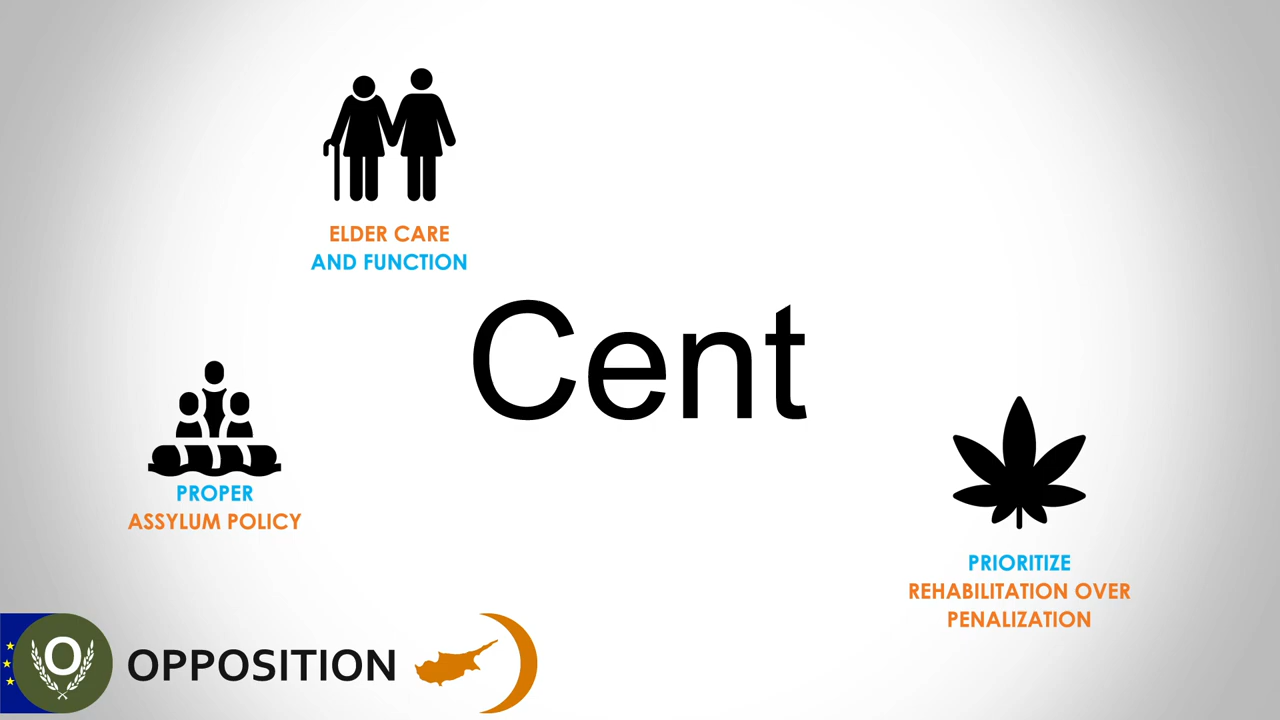 ELDER CARE
AND FUNCTION
Cent
PROPER
ASSYLUM POLICY
PRIORITIZE
REHABILITATION OVER
PENALIZATION
O
OPPOSITION